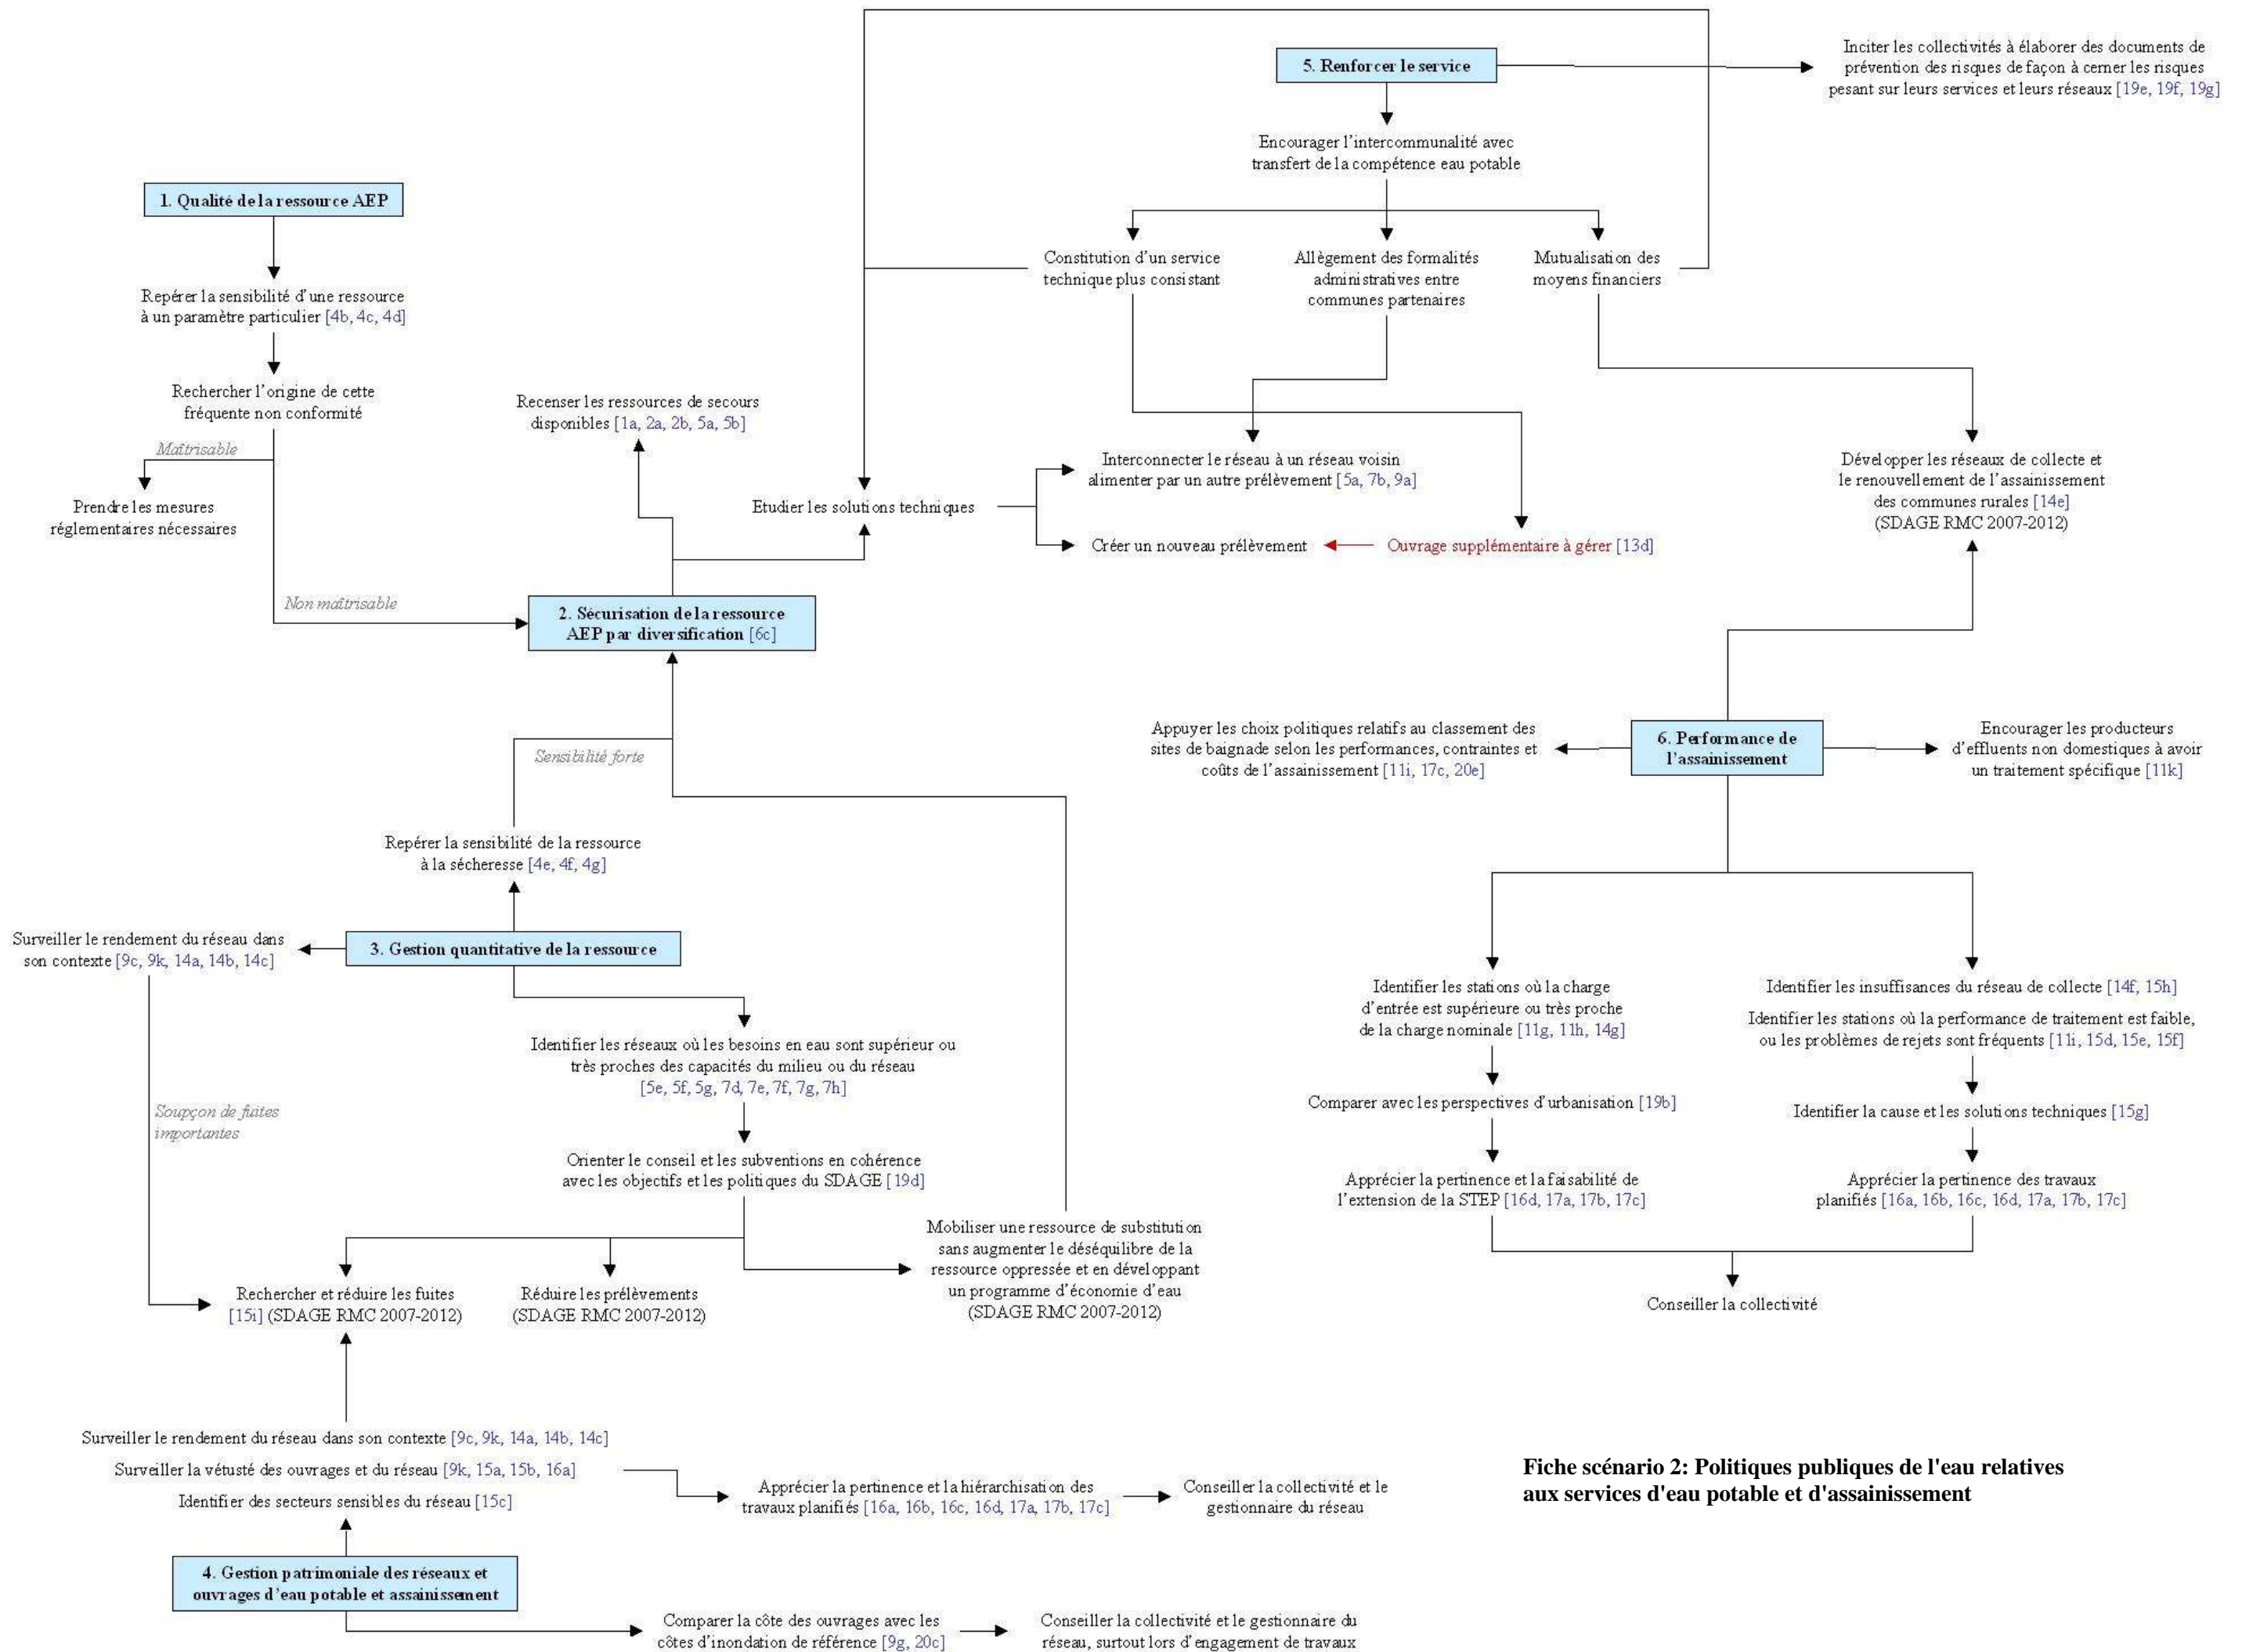 5. Renforcer le service
Inciter les collectivités à élaborer des documents de
prévention des risques de façon à cerner les risques
pesant sur leurs services et leurs réseaux [19e, 19f, 19g]
Encourager l'intercommunalité avec
transfert de la compétence eau potable
1. Qualité de la ressource AEP
Constitution d'un service
technique plus consistant
Allègement des formalités
administratives entre
communes partenaires
Mutualisation des
moyens financiers
Repérer la sensibilité d'une ressource
à un paramètre particulier [4b, 4c, 4d]
Rechercher l'origine de cette
fréquente non conformité
Maîtrisable
Prendre les mesures
réglementaires nécessaires
Non maîtrisable
Recenser les ressources de secours
disponibles [1a, 2a, 2b, 5a, 5b]
Etudier les solutions techniques
Interconnecter le réseau à un réseau voisin
alimenter par un autre prélèvement [5a, 7b, 9a]
Créer un nouveau prélèvement
Ouvrage supplémentaire à gérer [13d]
Développer les réseaux de collecte et
le renouvellement de l'assainissement
des communes rurales [14e]
(SDAGE RMC 2007-2012)
2. Sécurisation de la ressource
AEP par diversification [6c]
Sensibilité forte
Appuyer les choix politiques relatifs au classement des
sites de baignade selon les performances, contraintes et
coûts de l'assainissement [11i, 17c, 20e]
6. Performance de
l'assainissement
Encourager les producteurs
d'effluents non domestiques à avoir
un traitement spécifique [11k]
Repérer la sensibilité de la ressource
à la sécheresse [4e, 4f, 4g]
Surveiller le rendement du réseau dans
son contexte [9c, 9k, 14a, 14b, 14c]
3. Gestion quantitative de la ressource
Identifier les réseaux où les besoins en eau sont supérieur ou
très proches des capacités du milieu ou du réseau
[5e, 5f, 5g, 7d, 7e, 7f, 7g, 7h]
Soupçon de fuites
importantes
Orienter le conseil et les subventions en cohérence
avec les objectifs et les politiques du SDAGE [19d]
Identifier les stations où la charge
d'entrée est supérieure ou très proche
de la charge nominale [11g, 11h, 14g]
Identifier les insuffisances du réseau de collecte [14f, 15h]
Identifier les stations où la performance de traitement est faible,
ou les problèmes de rejets sont fréquents [11i, 15d, 15e, 15f]
Comparer avec les perspectives d'urbanisation [19b]
Identifier la cause et les solutions techniques [15g]
Apprécier la pertinence et la faisabilité de
l'extension de la STEP [16d, 17a, 17b, 17c]
Apprécier la pertinence des travaux
planifiés [16a, 16b, 16c, 16d, 17a, 17b, 17c]
Conseiller la collectivité
Rechercher et réduire les fuites
[15i] (SDAGE RMC 2007-2012)
Réduire les prélèvements
(SDAGE RMC 2007-2012)
Mobiliser une ressource de substitution
sans augmenter le déséquilibre de la
ressource oppressée et en développant
un programme d'économie d'eau
(SDAGE RMC 2007-2012)
Surveiller le rendement du réseau dans son contexte [9c, 9k, 14a, 14b, 14c]
Surveiller la vétusté des ouvrages et du réseau [9k, 15a, 15b, 16a]
Identifier des secteurs sensibles du réseau [15c]
Apprécier la pertinence et la hiérarchisation des
travaux planifiés [16a, 16b, 16c, 16d, 17a, 17b, 17c]
Conseiller la collectivité et le
gestionnaire du réseau
4. Gestion patrimoniale des réseaux et
ouvrages d'eau potable et assainissement
Comparer la côte des ouvrages avec les
côtes d'inondation de référence [9g, 20c]
Conseiller la collectivité et le gestionnaire du
réseau, surtout lors d'engagement de travaux
Fiche scénario 2: Politiques publiques de l'eau relatives
aux services d'eau potable et d'assainissement